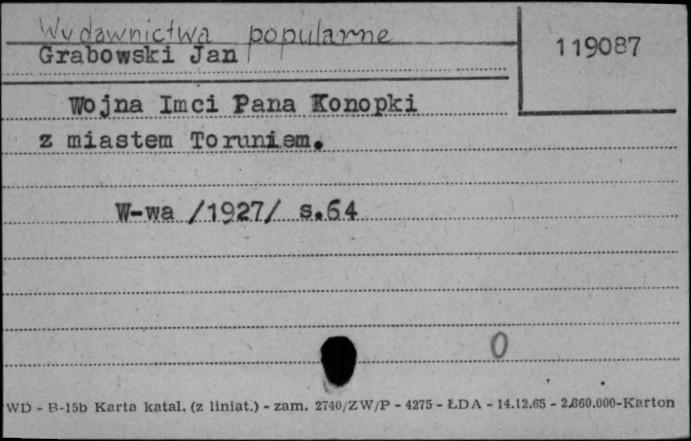 Wydawnictwa popularne
Grabowski Jan
119087
Wojna Imci Pana Konopki
z miastem Toruniem.
W-wa /1927/ s.64
0
WD - B-15b Karta katal. (z liniat.) - zam. 2740/ZW/P - 4275 - ŁDA - 14.12.65 - 2.660.000-Karton